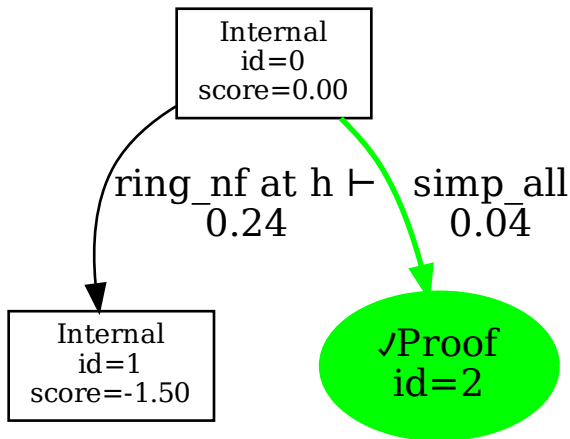 Internal
id=0
score=0.00
ring_nf at h ⊢
0.24
simp_all
0.04
Internal
id=1
score=-1.50
✓Proof
id=2